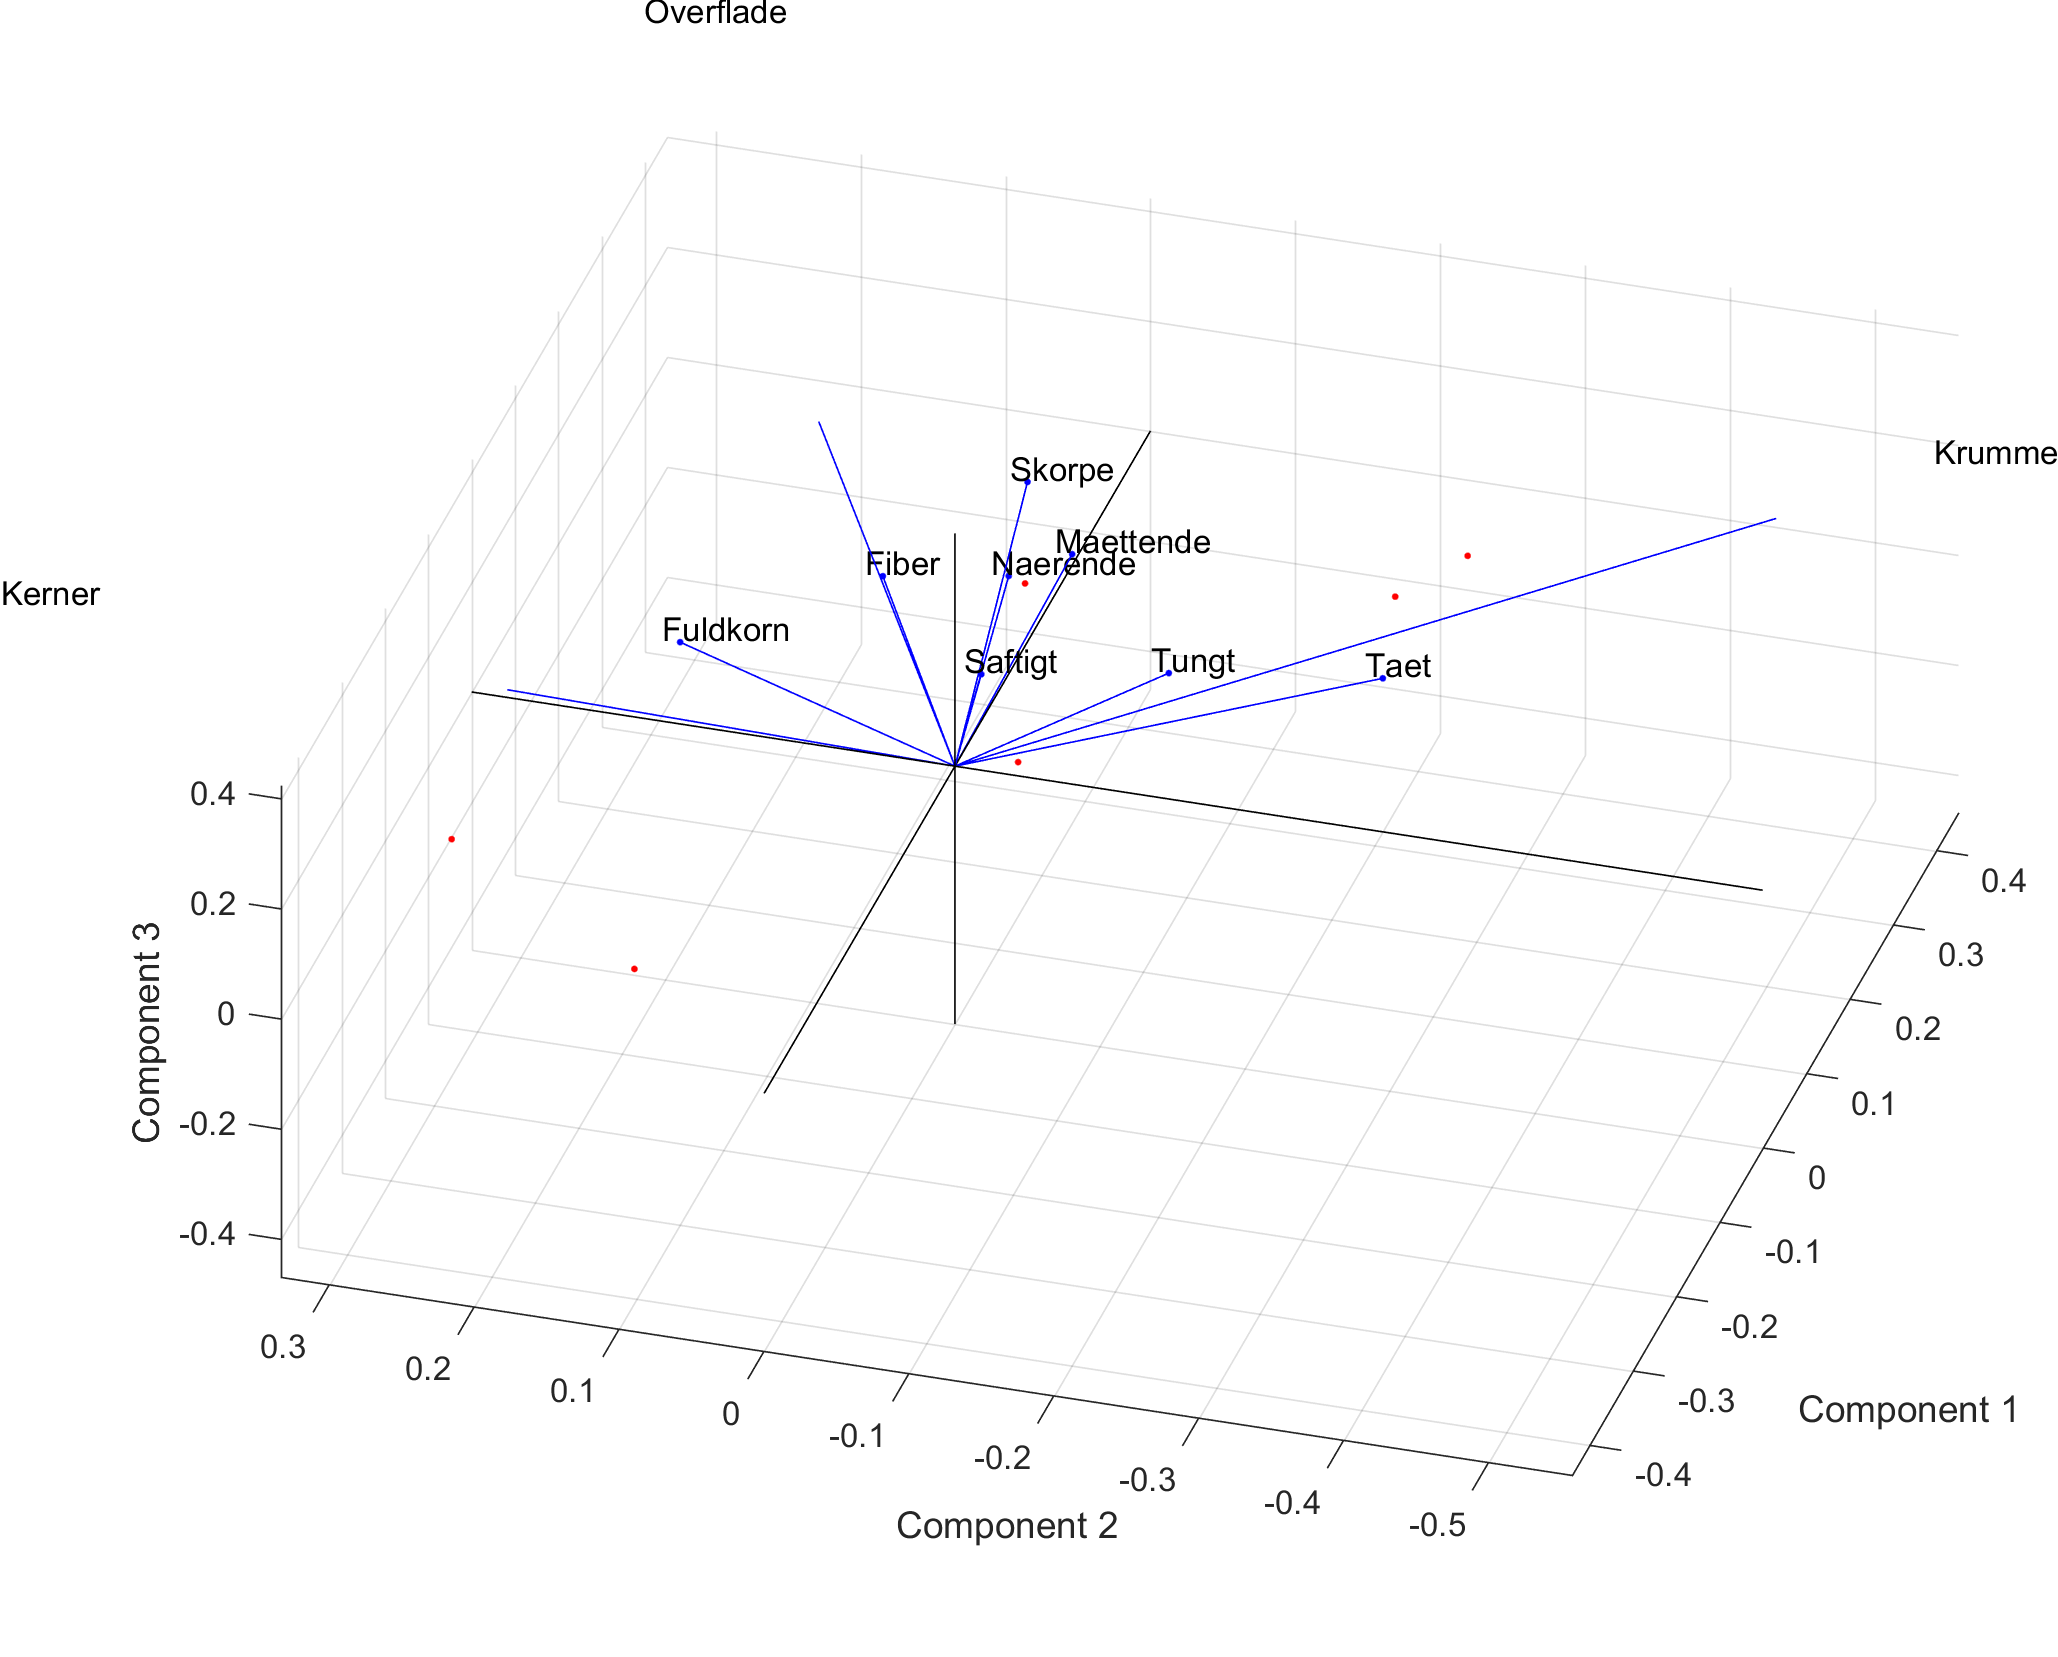 Overflade
Krumme
Skorpe
Maettende
Fiber
Naerende
Kerner
Fuldkorn
Saftigt
Tungt
Taet
0.4
0.2
0
-0.2
-0.4
Component 3
0.3
0.2
0.1
0
-0.1
-0.2
-0.3
-0.4
-0.5
Component 2
0.4
0.3
0.2
0.1
0
-0.1
-0.2
-0.3
-0.4
Component 1